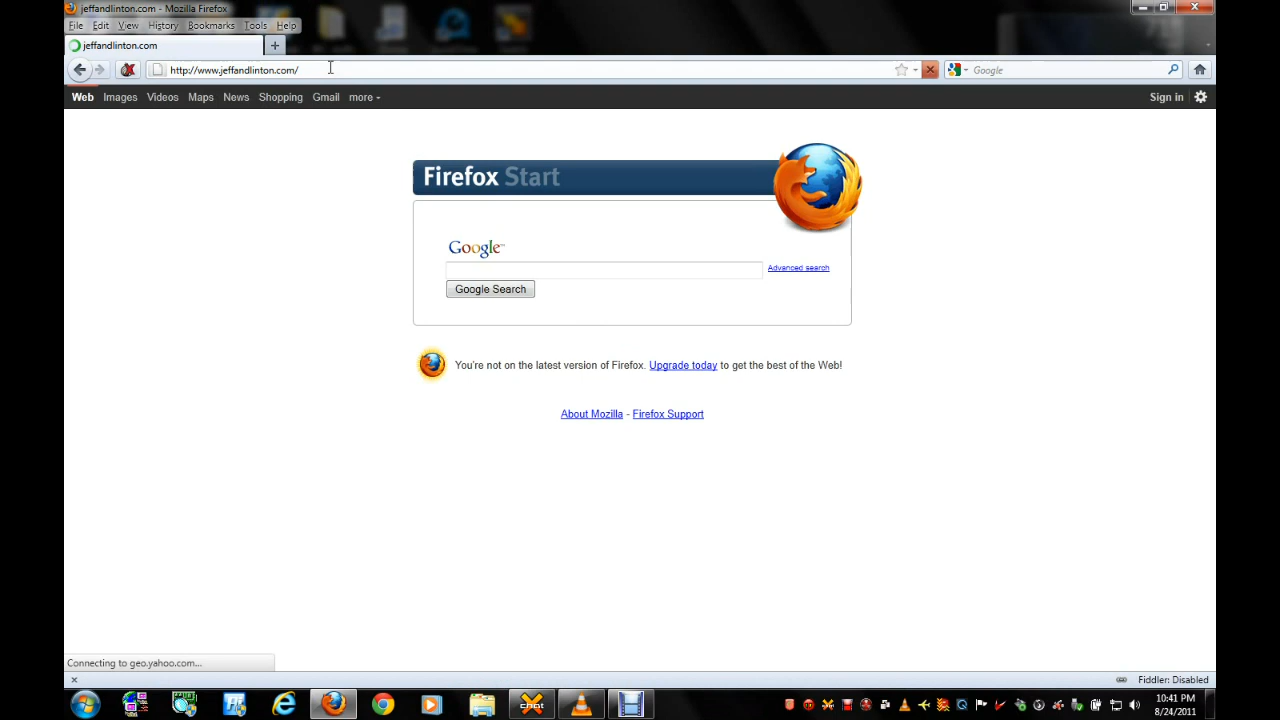 jeffandlinton.com - Mozilla Firefox
File Edit View History Bookmarks Tools Help
jeffandlinton.com
http://www.jeffandlinton.com/
Google
Web Images Videos Maps News Shopping Gmail more
Sign in
Firefox Start
Google™
Advanced search
Google Search
You're not on the latest version of Firefox. Upgrade today to get the best of the Web!
About Mozilla - Firefox Support
Connecting to geo.yahoo.com...
Fiddler: Disabled
chat
10:41 PM
8/24/2011